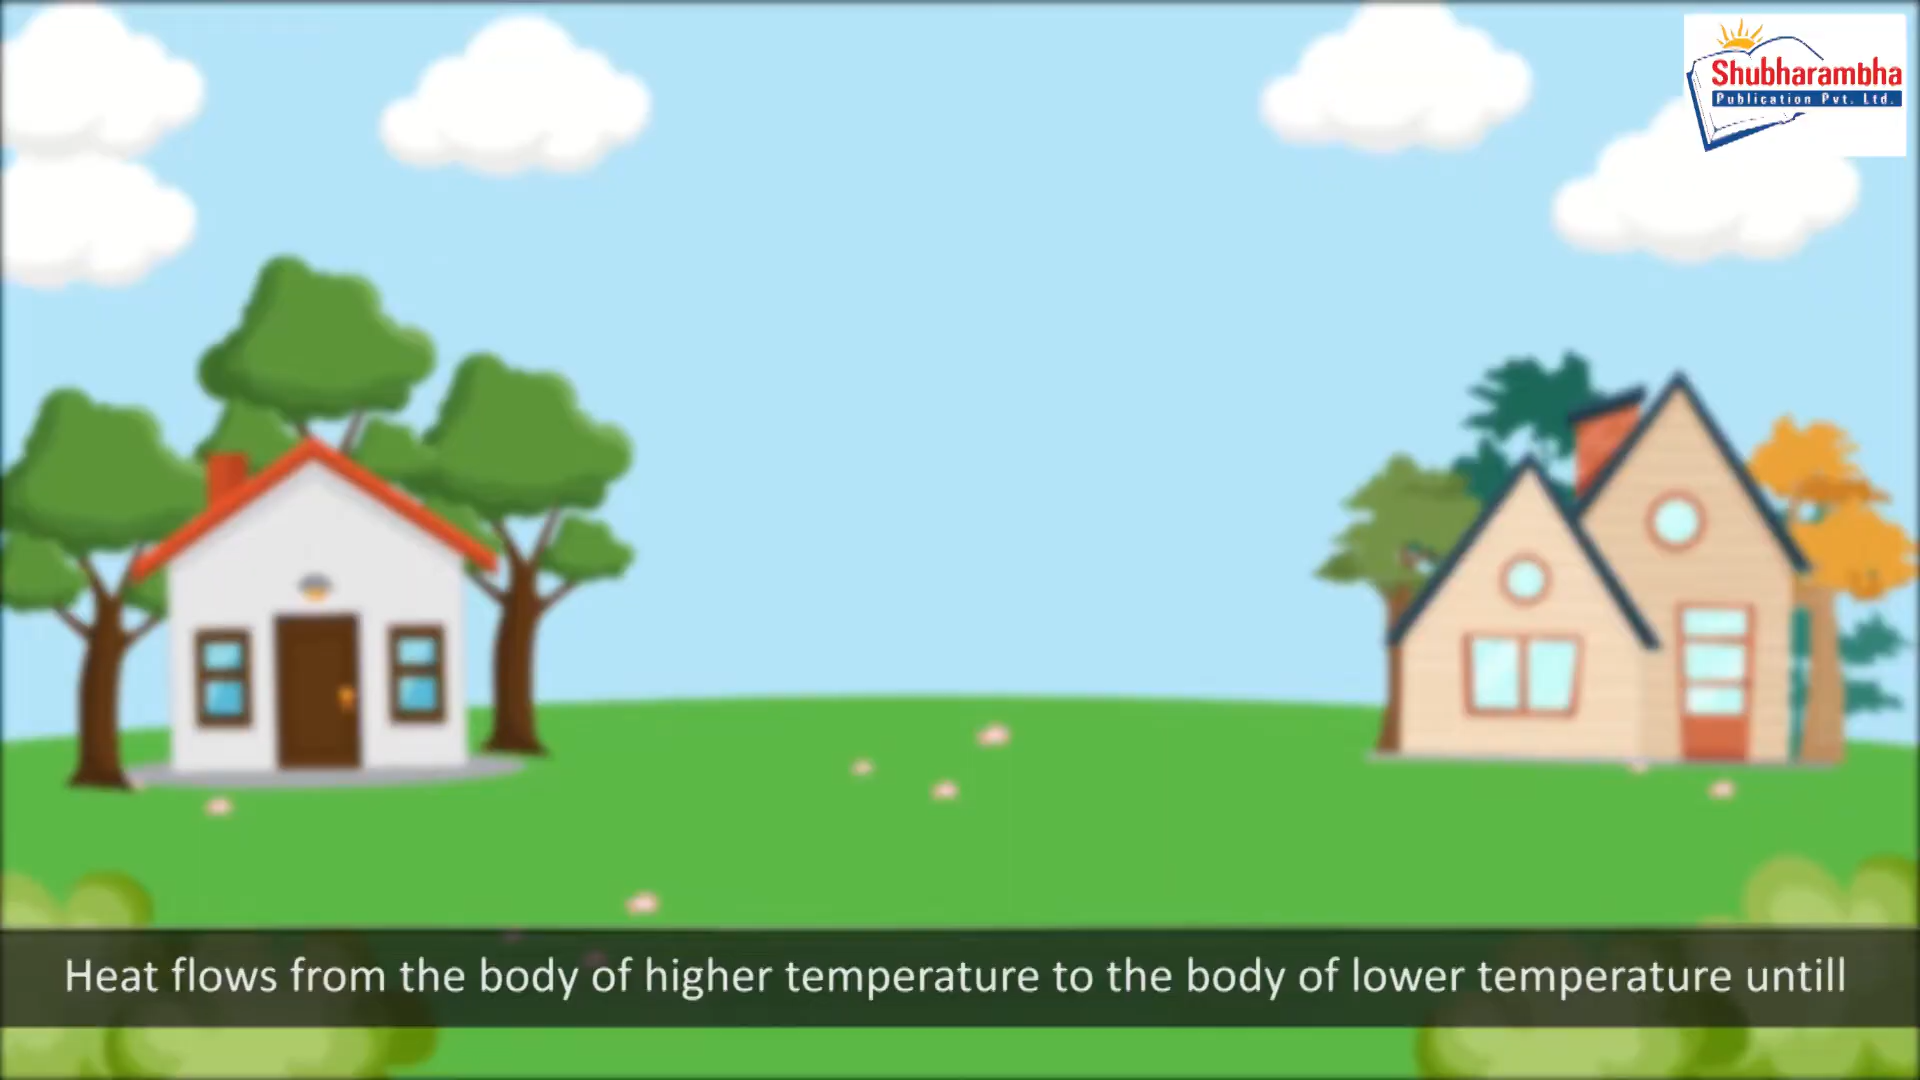 Shubharambha
Publication Pvt. Ltd.
Heat flows from the body of higher temperature to the body of lower temperature untill